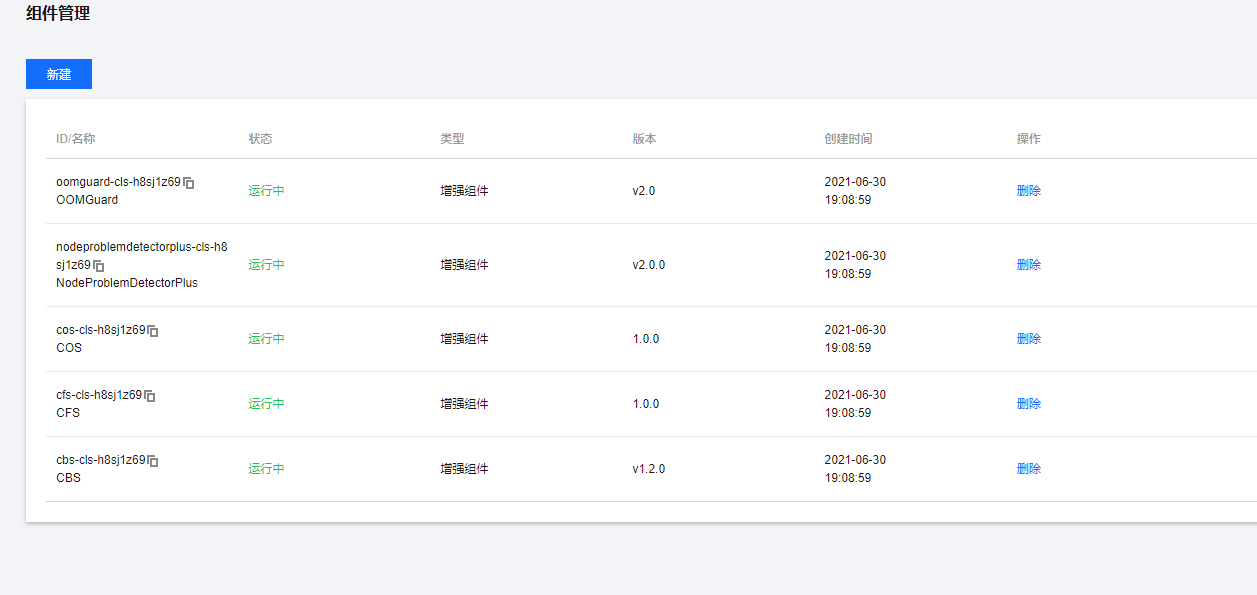 组件管理
新建
ID/名称 状态 类型 版本 创建时间 操作
oomguard-cls-h8sj1z69
OOMGuard
运行中 增强组件 v2.0
2021-06-30
19:08:59
删除
nodeproblemdetectorplus-cls-h8
sj1z69
NodeProblemDetectorPlus
运行中 增强组件 v2.0.0
2021-06-30
19:08:59
删除
cos-cls-h8sj1z69
COS
运行中 增强组件 1.0.0
2021-06-30
19:08:59
删除
cfs-cls-h8sj1z69
CFS
运行中 增强组件 1.0.0
2021-06-30
19:08:59
删除
cbs-cls-h8sj1z69
CBS
运行中 增强组件 v1.2.0
2021-06-30
19:08:59
删除